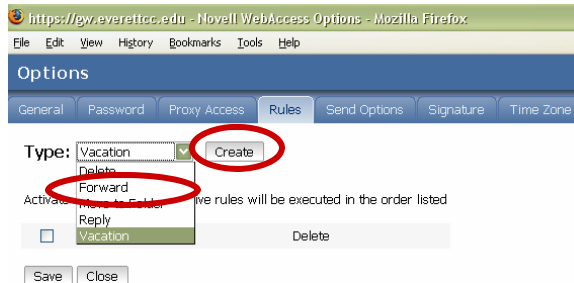 https://gw.everettcc.edu - Novell WebAccess Options - Mozilla Firefox
File Edit View History Bookmarks Tools Help
Options
General Password Proxy Access Rules Send Options Signature Time Zone
Type: Vacation Create
Delete
Forward
Activate Move to Folder ive rules will be executed in the order listed
Reply
Vacation Delete
Save Close